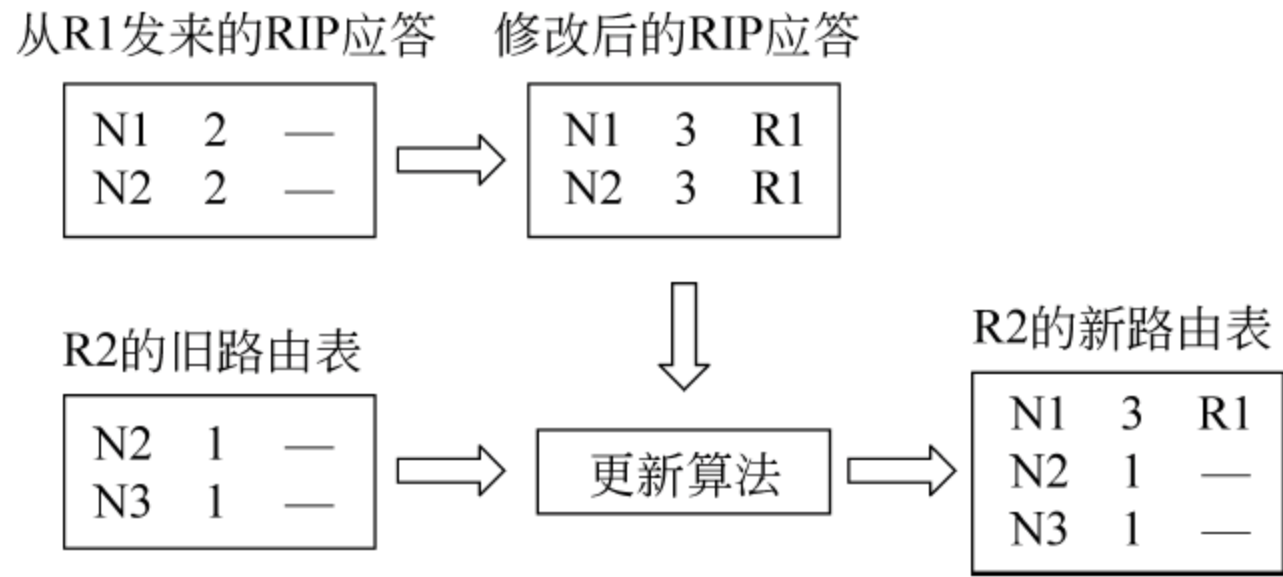 从R1发来的RIP应答
N1 2 —
N2 2 —
修改后的RIP应答
N1 3 R1
N2 3 R1
R2的旧路由表
N2 1 —
N3 1 —
更新算法
R2的新路由表
N1 3 R1
N2 1 —
N3 1 —